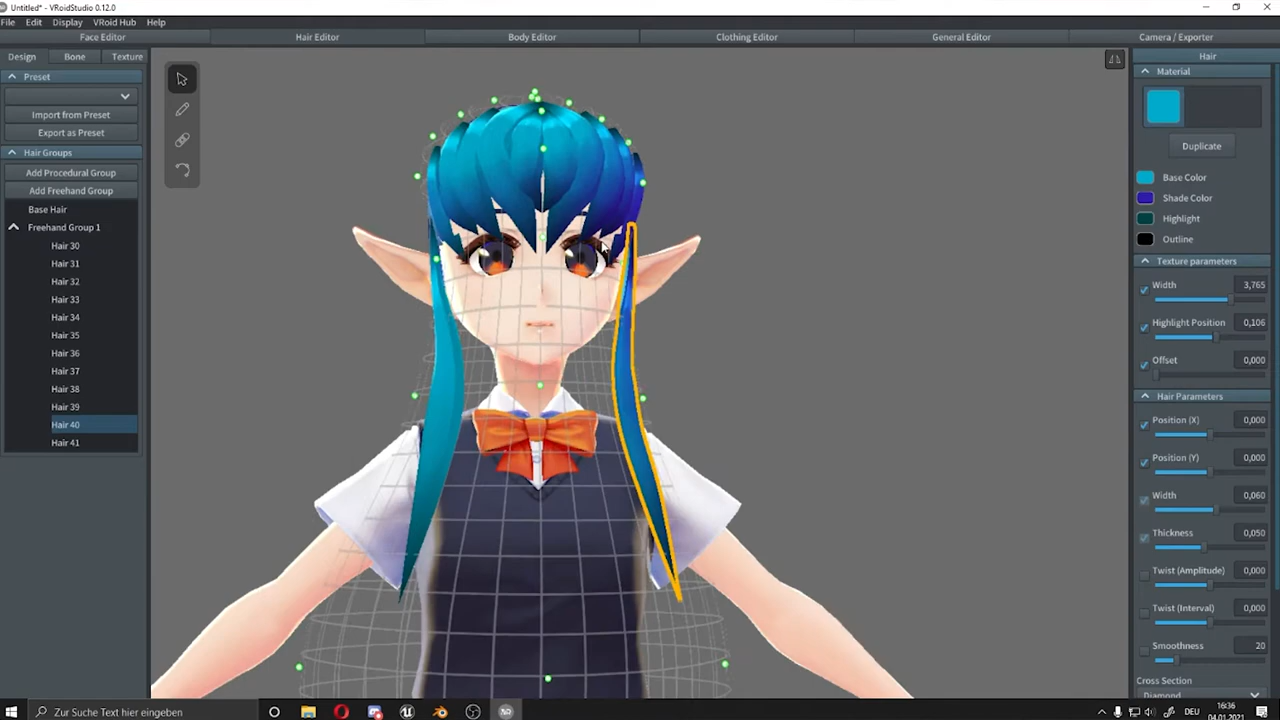 Untitled* - VRoidStudio 0.12.0
File Edit Display VRoid Hub Help
Face Editor Hair Editor Body Editor Clothing Editor General Editor Camera / Exporter
Design Bone Texture
Preset
Import from Preset
Export as Preset
Hair Groups
Add Procedural Group
Add Freehand Group
Base Hair
Freehand Group 1
Hair 30
Hair 31
Hair 32
Hair 33
Hair 34
Hair 35
Hair 36
Hair 37
Hair 38
Hair 39
Hair 40
Hair 41
Hair
Material
Duplicate
Base Color
Shade Color
Highlight
Outline
Texture parameters
Width 3,765
Highlight Position 0,106
Offset 0,000
Hair Parameters
Position (X) 0,000
Position (Y) 0,000
Width 0,060
Thickness 0,050
Twist (Amplitude) 0,000
Twist (Interval) 0,000
Smoothness 20
Cross Section
Diamond
Zur Suche Text hier eingeben
DEU
16:36
04.01.2021